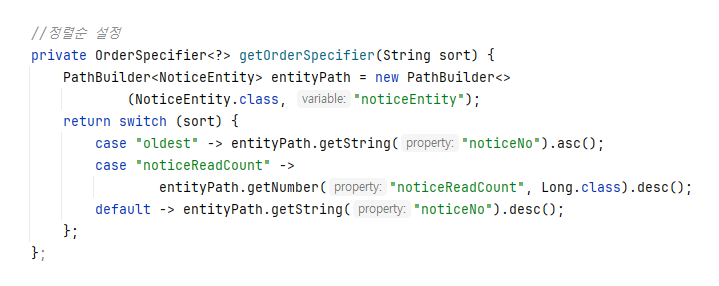 //정렬순 설정
private OrderSpecifier<?> getOrderSpecifier(String sort) {
    PathBuilder<NoticeEntity> entityPath = new PathBuilder<>
            (NoticeEntity.class, variable: "noticeEntity");
    return switch (sort) {
        case "oldest" -> entityPath.getString( property: "noticeNo").asc();
        case "noticeReadCount" ->
                entityPath.getNumber( property: "noticeReadCount", Long.class).desc();
        default -> entityPath.getString( property: "noticeNo").desc();
    };
};